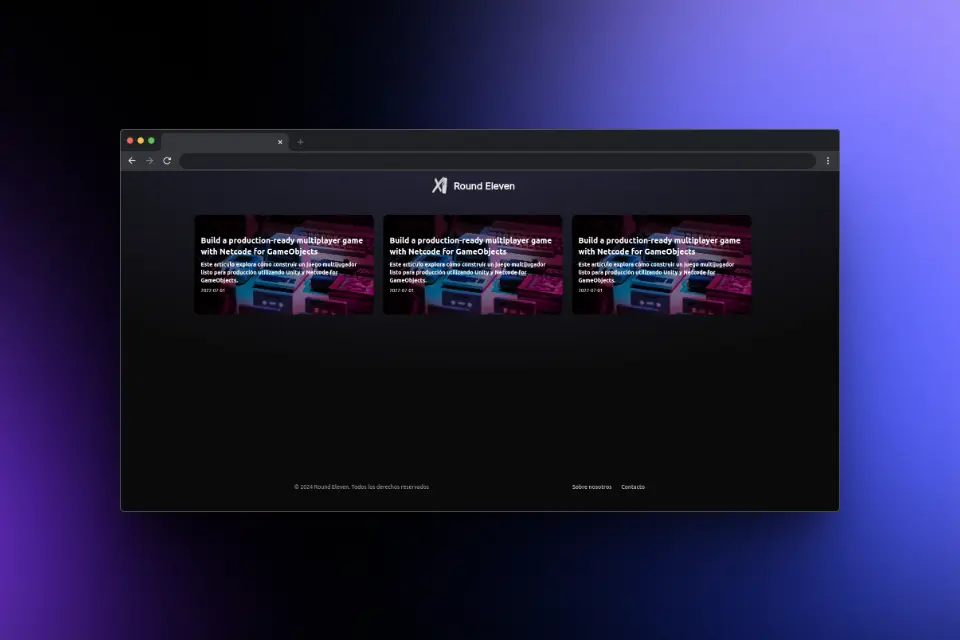 Round Eleven
Build a production-ready multiplayer game
with Netcode for GameObjects
Este artículo explora cómo construir un juego multijugador
listo para producción utilizando Unity y Netcode for
GameObjects.
2022-07-01
Build a production-ready multiplayer game
with Netcode for GameObjects
Este artículo explora cómo construir un juego multijugador
listo para producción utilizando Unity y Netcode for
GameObjects.
2022-07-01
Build a production-ready multiplayer game
with Netcode for GameObjects
Este artículo explora cómo construir un juego multijugador
listo para producción utilizando Unity y Netcode for
GameObjects.
2022-07-01
© 2024 Round Eleven. Todos los derechos reservados
Sobre nosotros Contacto